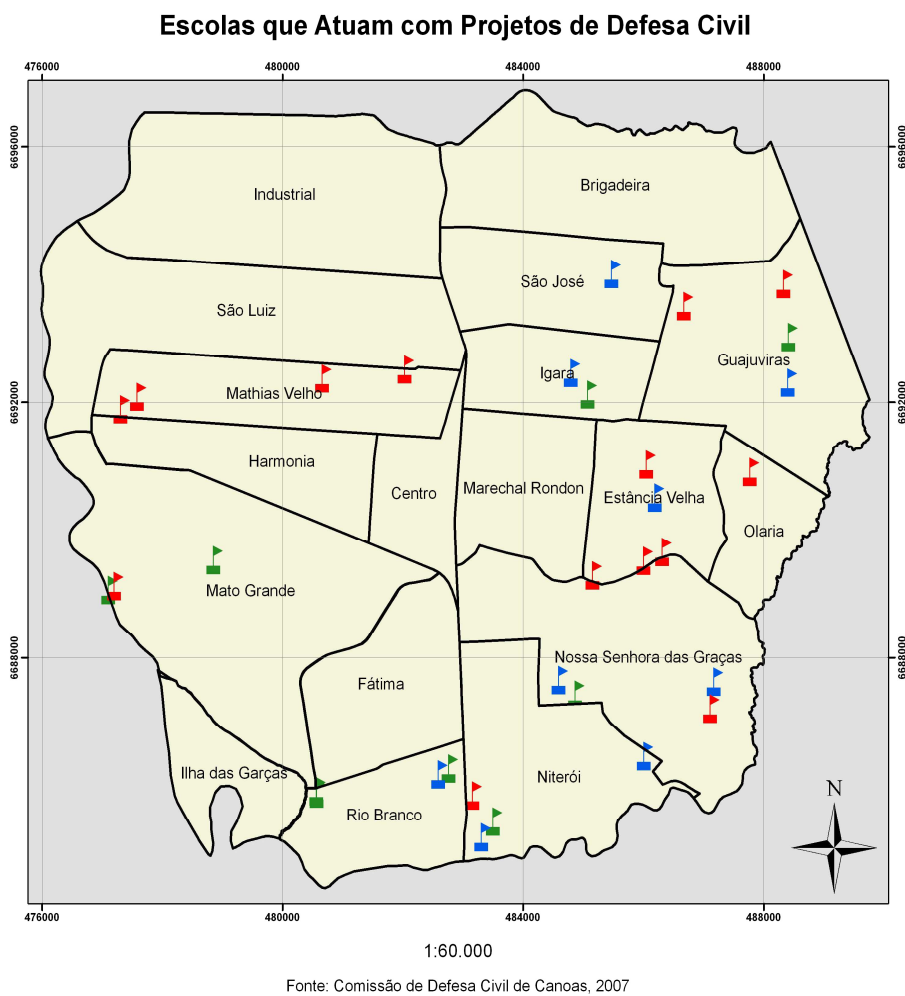 Escolas que Atuam com Projetos de Defesa Civil
476000 480000 484000 488000
6696000 6696000
Industrial
Brigadeira
São José
São Luiz
Guajuviras
Igara
Mathias Velho
6692000 6692000
Harmonia
Marechal Rondon
Centro
Estância Velha
Olaria
Mato Grande
6688000 6688000
Nossa Senhora das Graças
Fátima
Ilha das Garças
Niterói
Rio Branco
N
476000 480000 484000 488000
1:60.000
Fonte: Comissão de Defesa Civil de Canoas, 2007